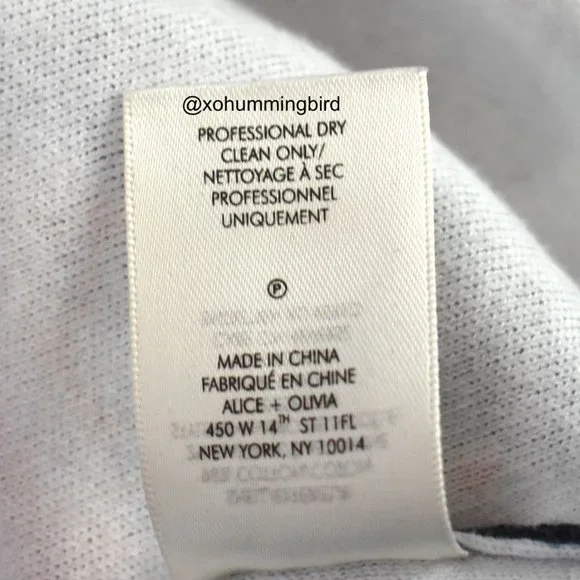 @xohummingbird
PROFESSIONAL DRY
CLEAN ONLY/
NETTOYAGE À SEC
PROFESSIONNEL
UNIQUEMENT
P
MADE IN CHINA
FABRIQUÉ EN CHINE
ALICE + OLIVIA
450 W 14TH ST 11FL
NEW YORK, NY 10014